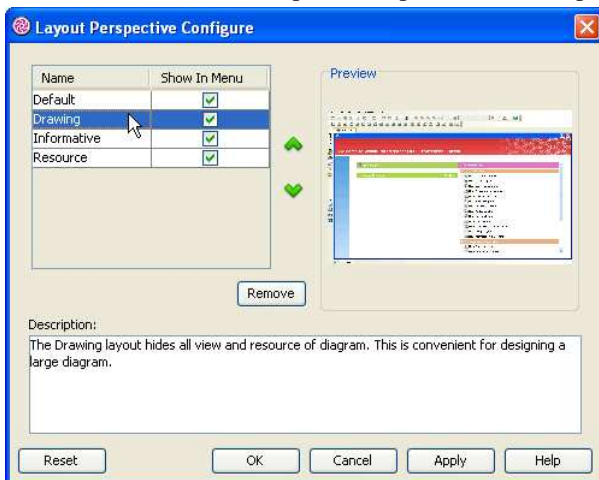 Layout Perspective Configure
Name Show In Menu
Default
Drawing
Informative
Resource
Preview
Remove
Description:
The Drawing layout hides all view and resource of diagram. This is convenient for designing a
large diagram.
Reset OK Cancel Apply Help